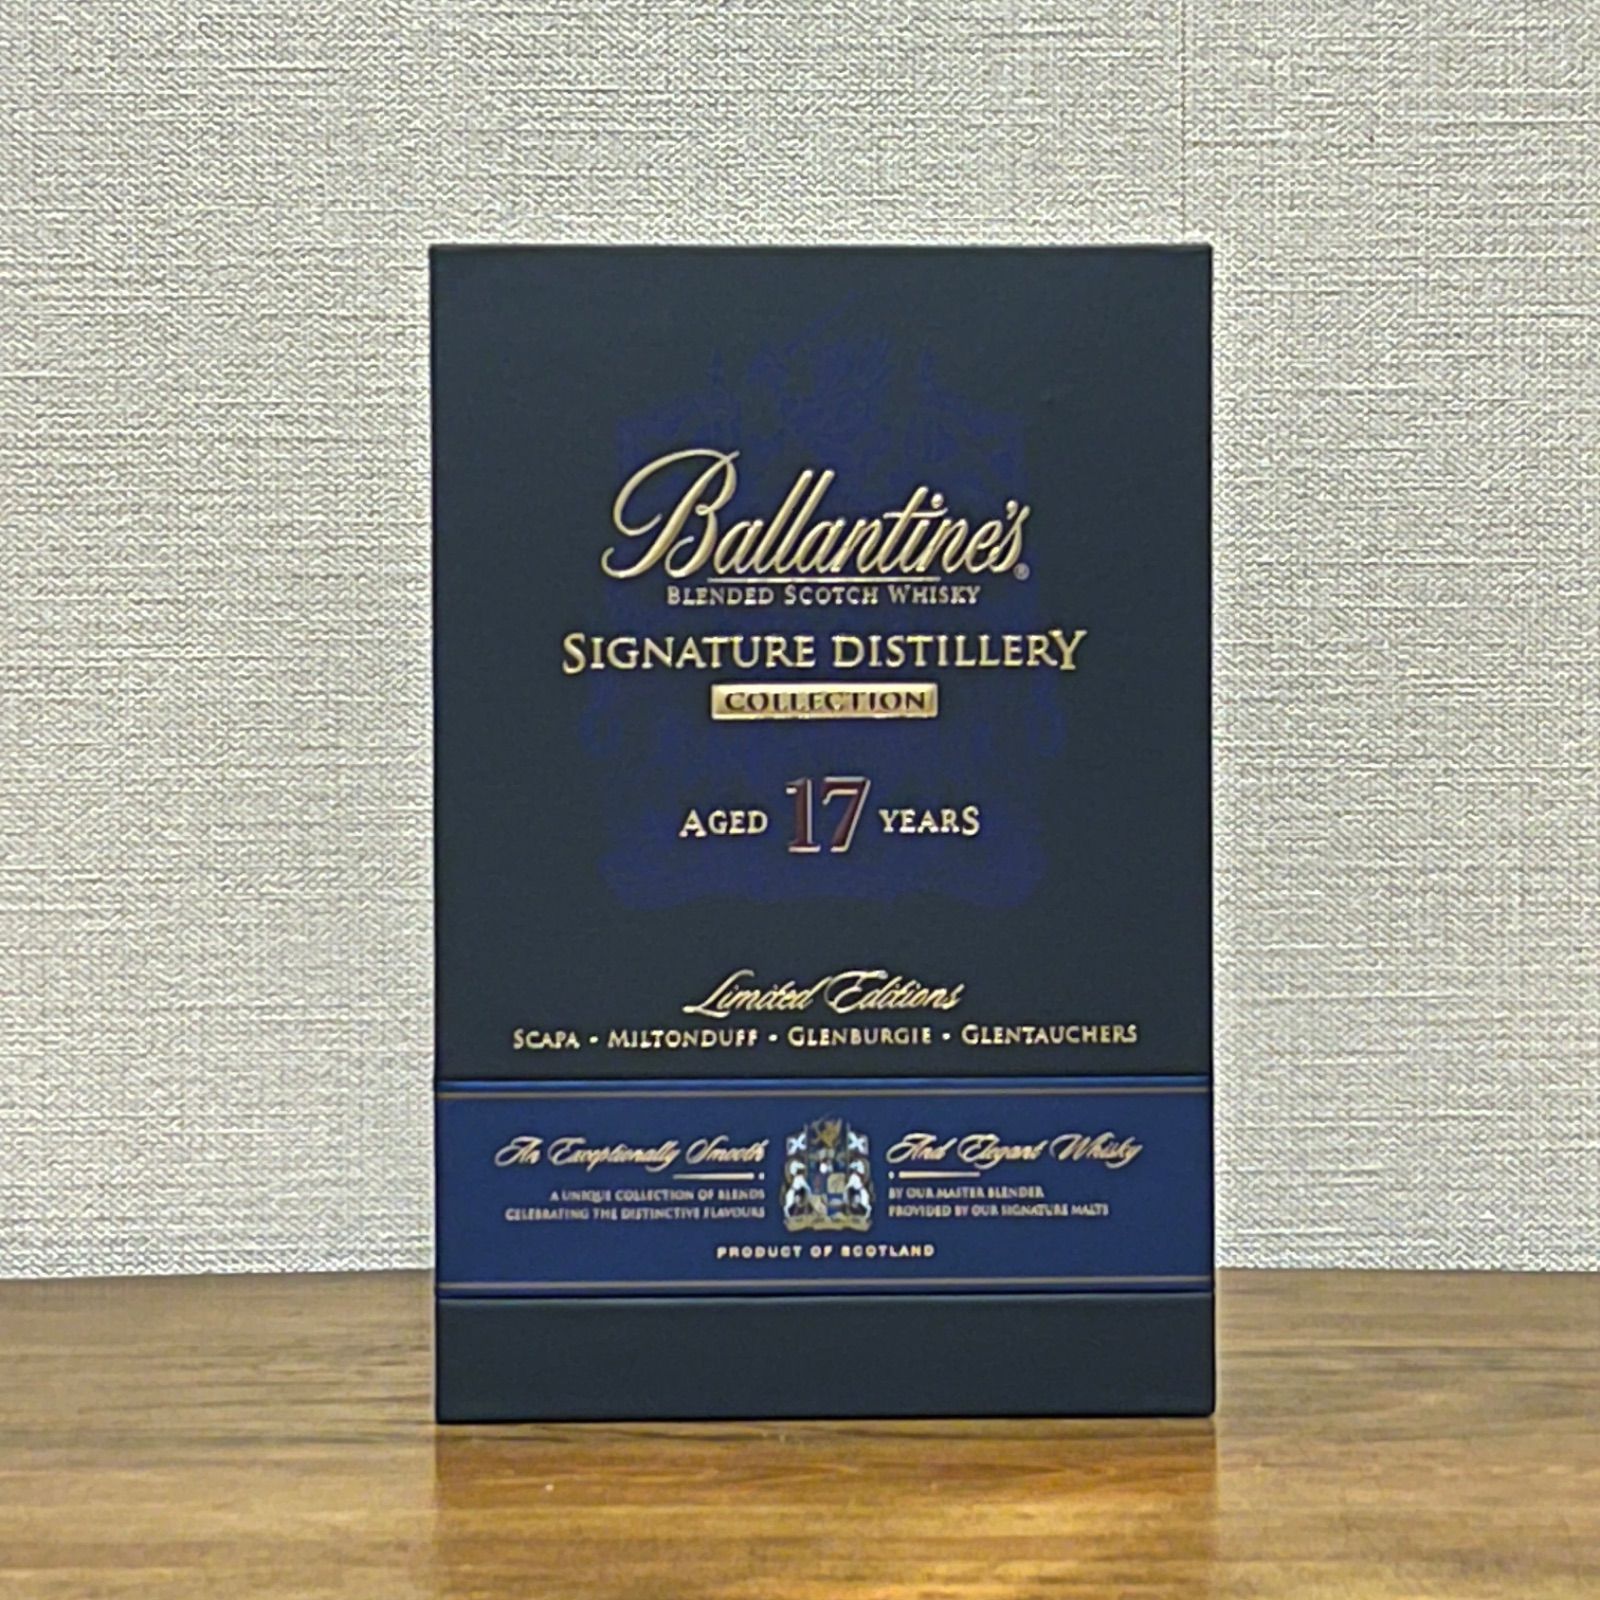 Ballantine's®
BLENDED SCOTCH WHISKY
SIGNATURE DISTILLERY
COLLECTION
AGED 17 YEARS
Limited Editions
SCAPA • MILTONDUFF • GLENBURGIE • GLENTAUCHERS
An Exceptionally Smooth And Elegant Whisky
A UNIQUE COLLECTION OF BLENDS BY OUR MASTER BLENDER
CELEBRATING THE DISTINCTIVE FLAVOURS PROVIDED BY OUR SIGNATURE MALTS
PRODUCT OF SCOTLAND